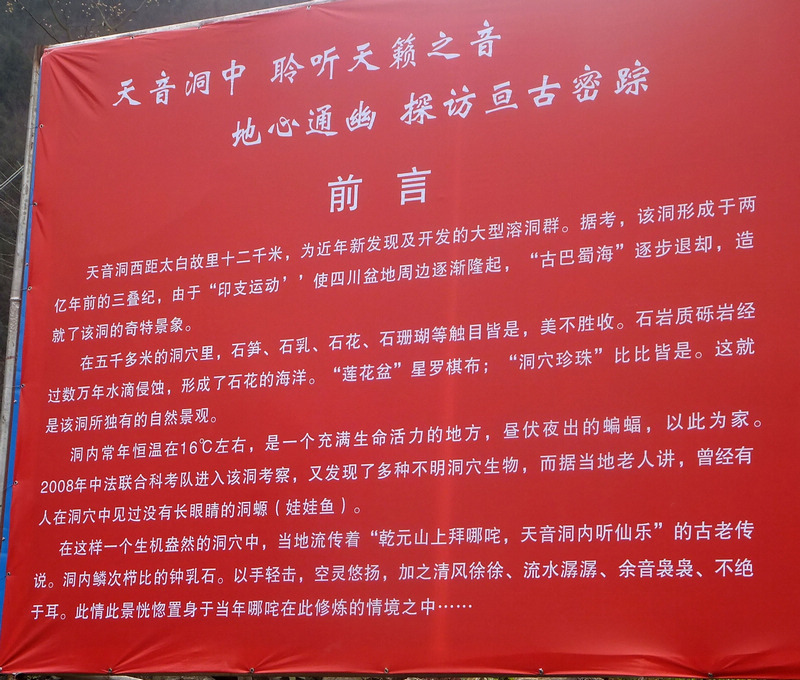 天音洞中 聆听天籁之音
地心通幽 探访亘古密踪
前 言
天音洞西距太白故里十二千米，为近年新发现及开发的大型溶洞群。据考，该洞形成于两
亿年前的三叠纪，由于“印支运动’’使四川盆地周边逐渐隆起，“古巴蜀海”逐步退却，造
就了该洞的奇特景象。
在五千多米的洞穴里，石笋、石乳、石花、石珊瑚等触目皆是，美不胜收。石岩质砾岩经
过数万年水滴侵蚀，形成了石花的海洋。“莲花盆”星罗棋布；“洞穴珍珠”比比皆是。这就
是该洞所独有的自然景观。
洞内常年恒温在16℃左右，是一个充满生命活力的地方，昼伏夜出的蝙蝠，以此为家。
2008年中法联合科考队进入该洞考察，又发现了多种不明洞穴生物，而据当地老人讲，曾经有
人在洞穴中见过没有长眼睛的洞螈（娃娃鱼）。
在这样一个生机盎然的洞穴中，当地流传着“乾元山上拜哪咤，天音洞内听仙乐”的古老传
说。洞内鳞次栉比的钟乳石。以手轻击，空灵悠扬，加之清风徐徐、流水潺潺、余音袅袅、不绝
于耳。此情此景恍惚置身于当年哪咤在此修炼的情境之中……